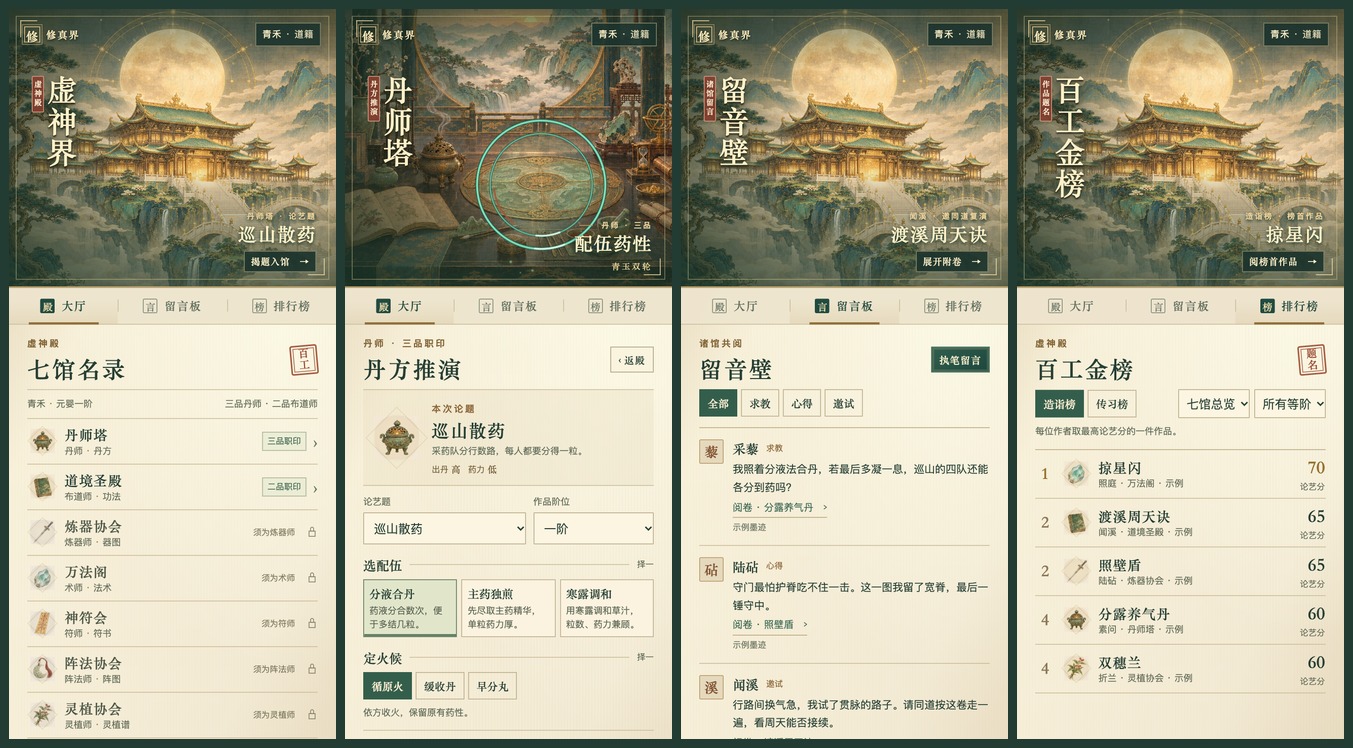 修 修真界
青禾 · 道籍
虚神界
虚神殿
丹师塔 · 论艺题
巡山散药
揭题入馆 →
殿 大厅
言 留言板
榜 排行榜
虚神殿
七馆名录
百工
青禾 · 元婴一阶
三品丹师 · 二品布道师
丹师塔
丹师 · 丹方
三品职印 ›
道境圣殿
布道师 · 功法
二品职印 ›
炼器协会
炼器师 · 器图
须为炼器师
万法阁
术师 · 法术
须为术师
神符会
符师 · 符书
须为符师
阵法协会
阵法师 · 阵图
须为阵法师
灵植协会
灵植师 · 灵植谱
须为灵植师
修 修真界
青禾 · 道籍
丹师塔
丹方推演
丹师 · 三品
配伍药性
青玉双轮
殿 大厅
言 留言板
榜 排行榜
丹师 · 三品职印
丹方推演
‹ 返殿
本次论题
巡山散药
采药队分行数路，每人都要分得一粒。
出丹 高 药力 低
论艺题
作品阶位
巡山散药
一阶
选配伍
择一
分液合丹
药液分合数次，便于多结几粒。
主药独煎
先尽取主药精华，单粒药力厚。
寒露调和
用寒露调和草汁，粒数、药力兼顾。
定火候
择一
循原火
缓收丹
早分丸
依方收火，保留原有药性。
修 修真界
青禾 · 道籍
留音壁
诸馆留言
闻溪 · 邀同道复演
渡溪周天诀
展开附卷 →
殿 大厅
言 留言板
榜 排行榜
诸馆共阅
留音壁
执笔留言
全部
求教
心得
邀试
藜 采藜 求教
我照着分液法合丹，若最后多凝一息，巡山的四队还能
各分到药吗？
阅卷 · 分露养气丹 ›
示例墨迹
砧 陆砧 心得
守门最怕护脊吃不住一击。这一图我留了宽脊，最后一
锤守中。
阅卷 · 照壁盾 ›
示例墨迹
溪 闻溪 邀试
行路间换气急，我试了贯脉的路子。请同道按这卷走一
遍，看周天能否接续。
修 修真界
青禾 · 道籍
百工金榜
作品题名
造诣榜 · 榜首作品
掠星闪
阅榜首作品 →
殿 大厅
言 留言板
榜 排行榜
虚神殿
百工金榜
题名
造诣榜
传习榜
七馆总览
所有等阶
每位作者取最高论艺分的一件作品。
1 掠星闪 70
照庭 · 万法阁 · 示例 论艺分
2 渡溪周天诀 65
闻溪 · 道境圣殿 · 示例 论艺分
2 照壁盾 65
陆砧 · 炼器协会 · 示例 论艺分
4 分露养气丹 60
素问 · 丹师塔 · 示例 论艺分
4 双穗兰 60
折兰 · 灵植协会 · 示例 论艺分